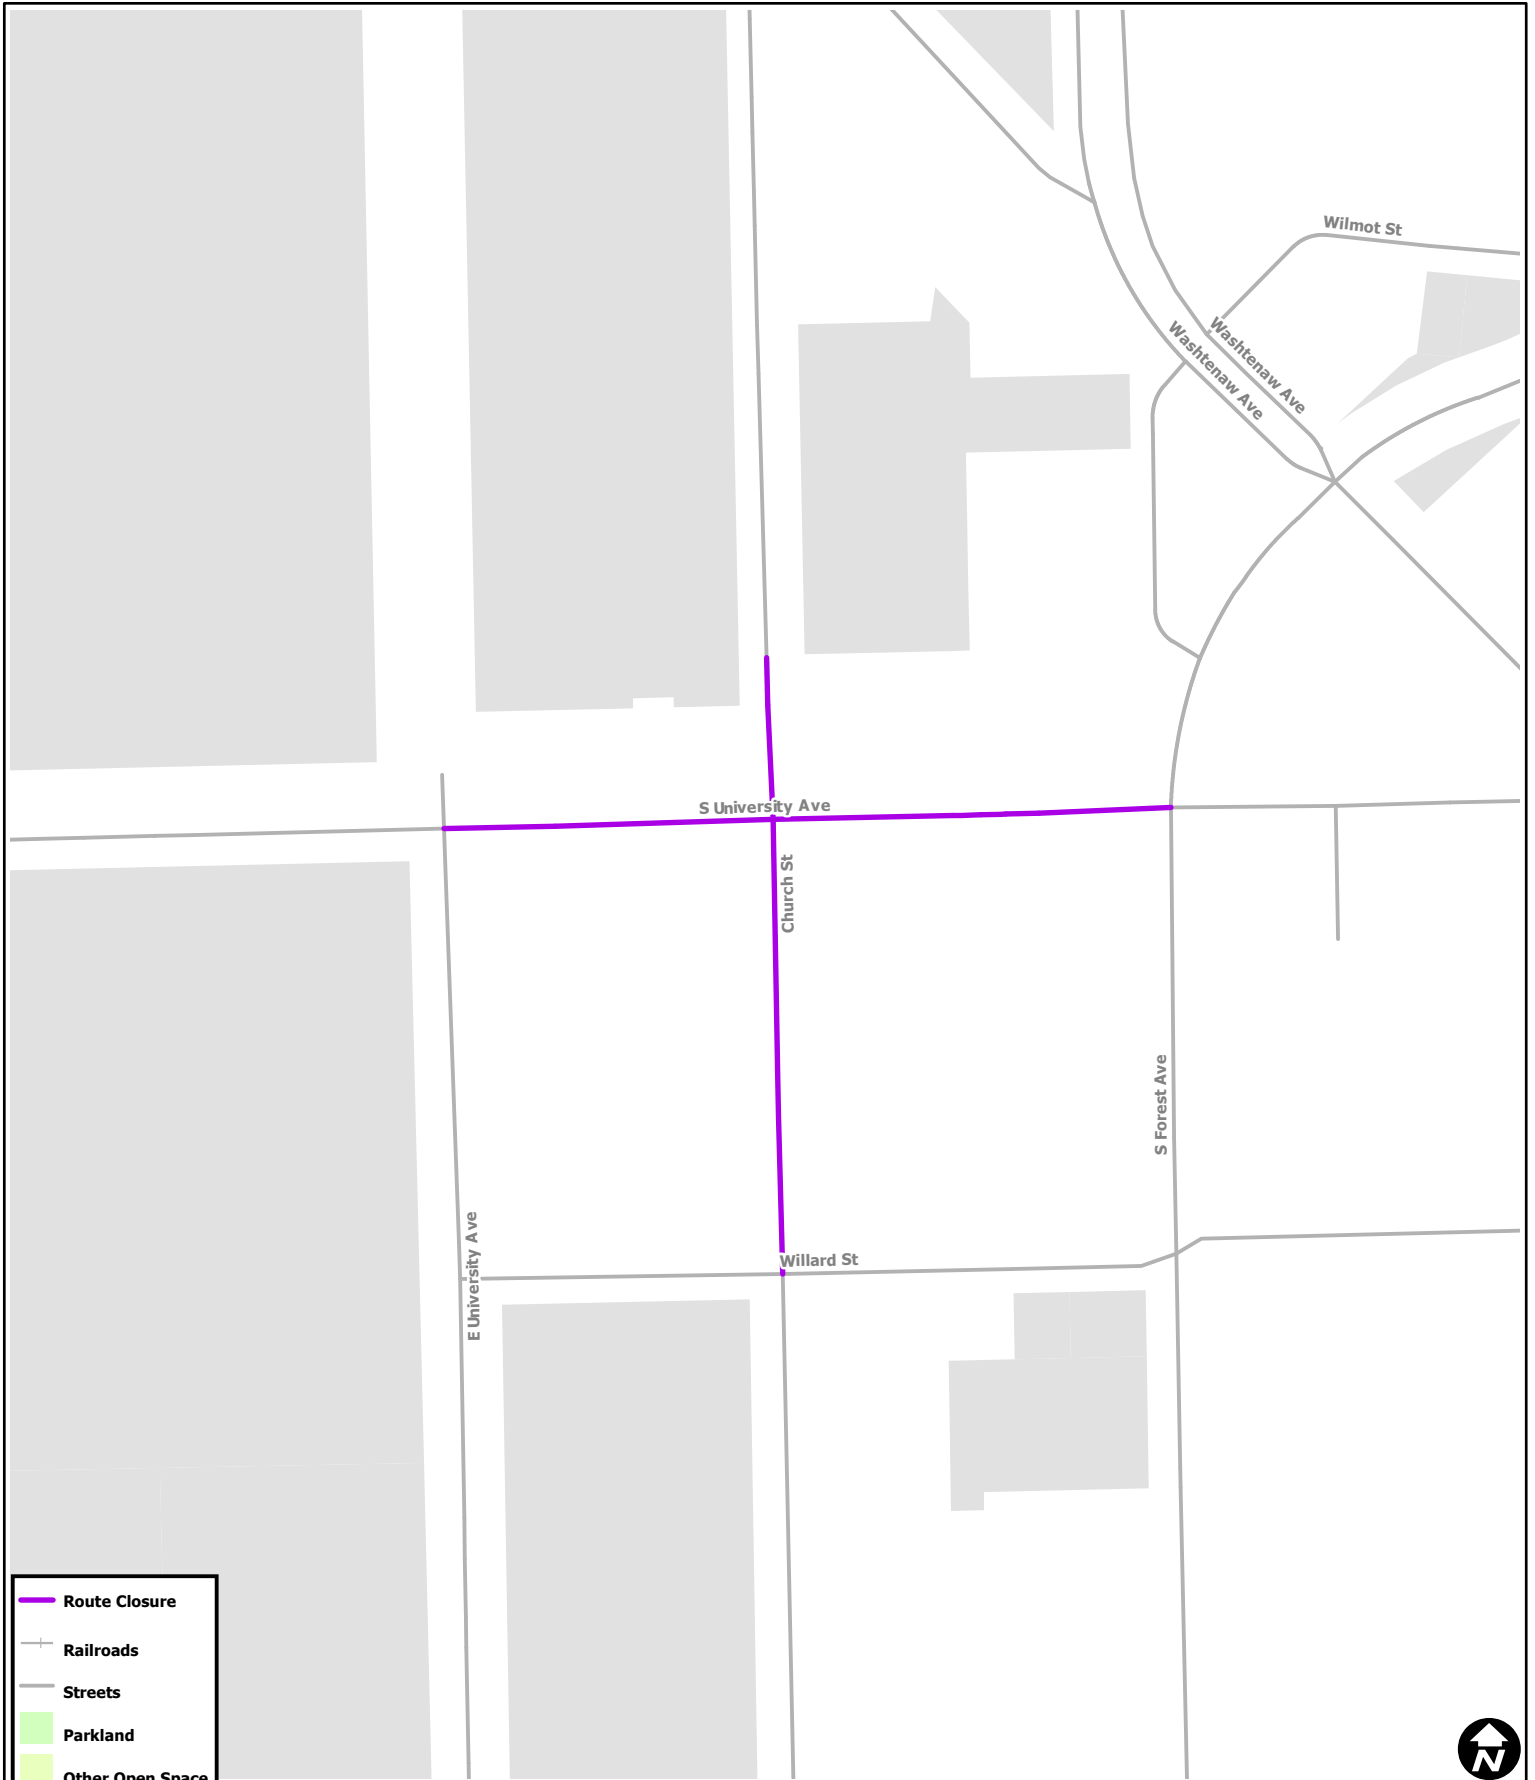 Wilmot St
Washtenaw Ave
Washtenaw Ave
S University Ave
Church St
S Forest Ave
E University Ave
Willard St
Route Closure
Railroads
Streets
Parkland
Other Open Space
N